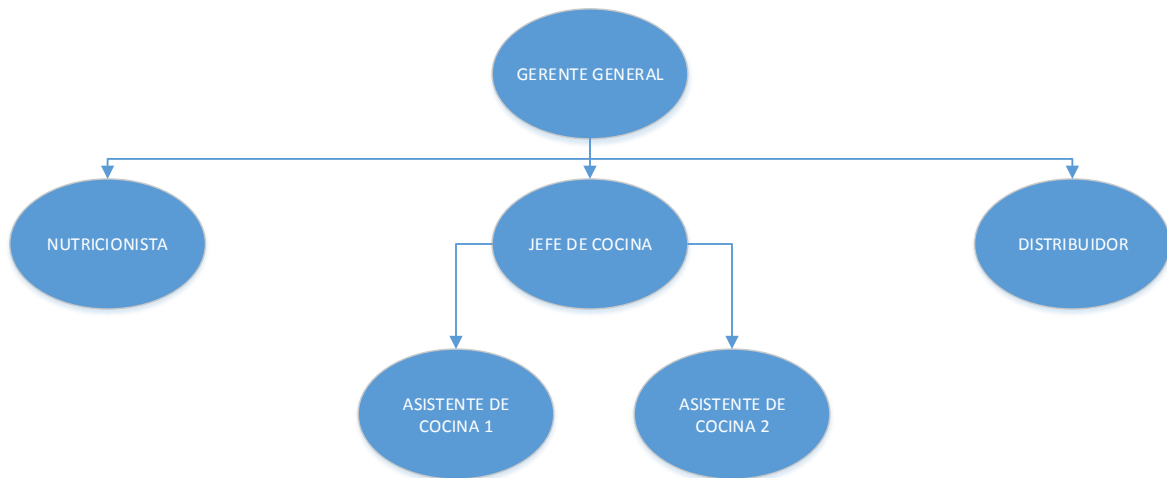 GERENTE GENERAL
NUTRICIONISTA
JEFE DE COCINA
DISTRIBUIDOR
ASISTENTE DE
COCINA 1
ASISTENTE DE
COCINA 2